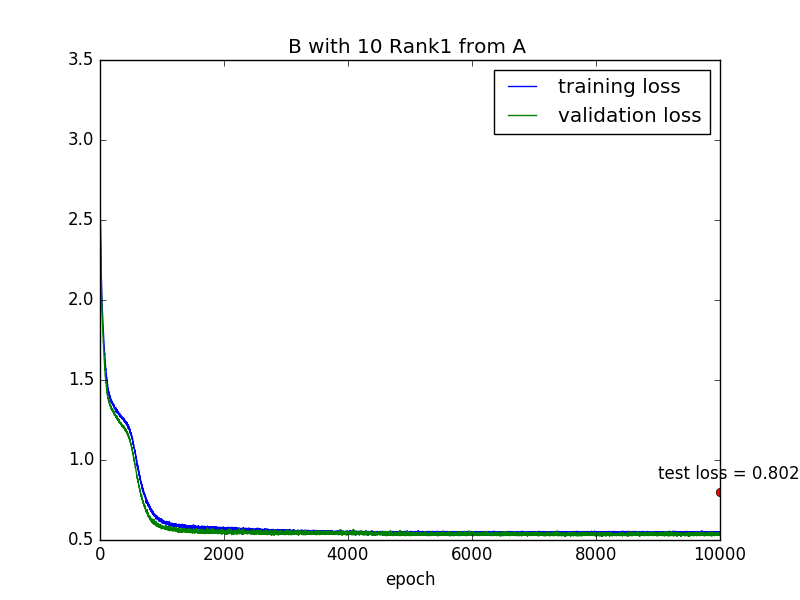 B with 10 Rank1 from A
3.5
3.0
2.5
2.0
1.5
1.0
0.5
training loss
validation loss
test loss = 0.802
0
2000
4000
6000
8000
10000
epoch